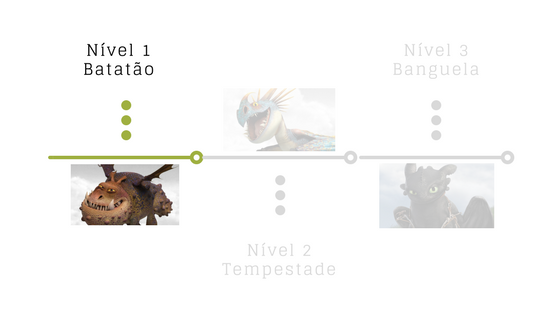 Nível 1
Batatão
Nível 2
Tempestade
Nível 3
Banguela